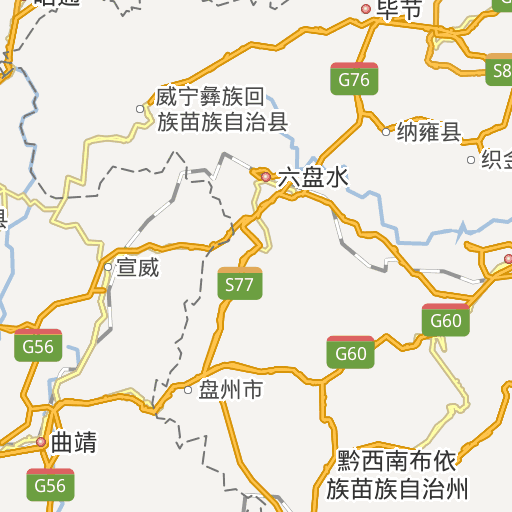 毕节
G76
S8
威宁彝族回
族苗族自治县
纳雍县
织金
六盘水
县
宣威
S77
G60
G56
G60
盘州市
曲靖
黔西南布依
族苗族自治州
G56